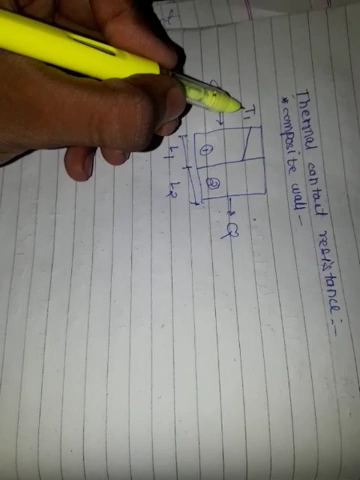 Thermal contact resistance:-
* composite wall -
T1
Q
1 2
L1 L2